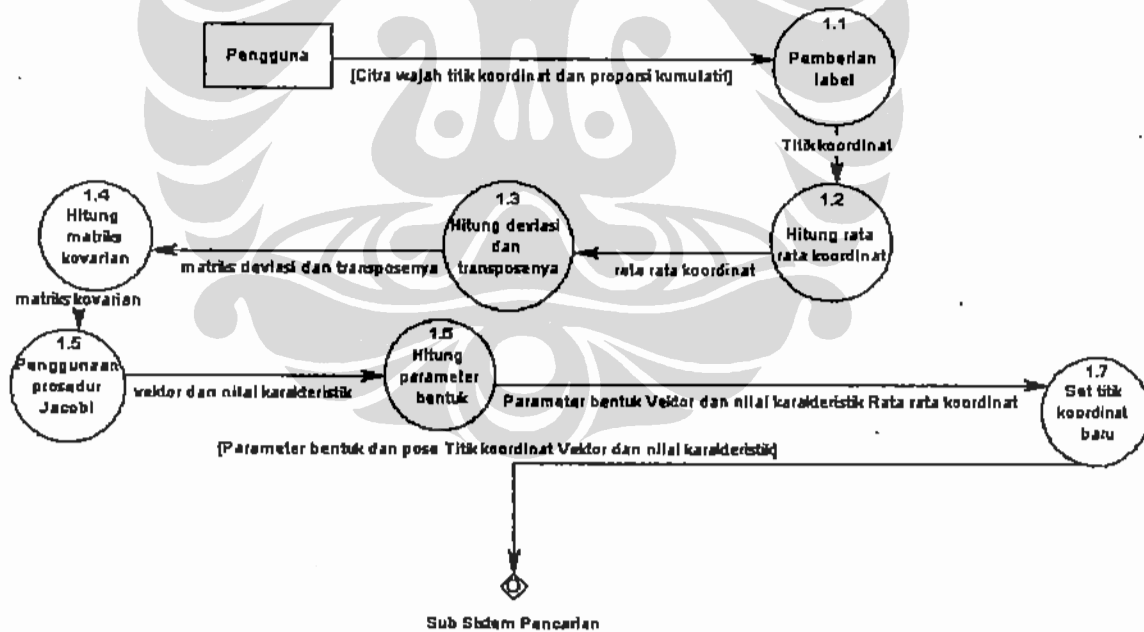 Pengguna
[Citra wajah titik koordinat dan proporsi kumulatif]
1.1
Pemberian
label
Titik koordinat
1.2
Hitung rata
rata koordinat
rata rata koordinat
1.3
Hitung deviasi
dan
transposenya
matriks deviasi dan transposenya
1.4
Hitung
matriks
kovarian
matriks kovarian
1.5
Penggunaan
prosedur
Jacobi
vektor dan nilai karakteristik
1.6
Hitung
parameter
bentuk
Parameter bentuk Vektor dan nilai karakteristik Rata rata koordinat
1.7
Set titik
koordinat
baru
[Parameter bentuk dan pose Titik koordinat Vektor dan nilai karakteristik]
Sub Sistem Pencarian